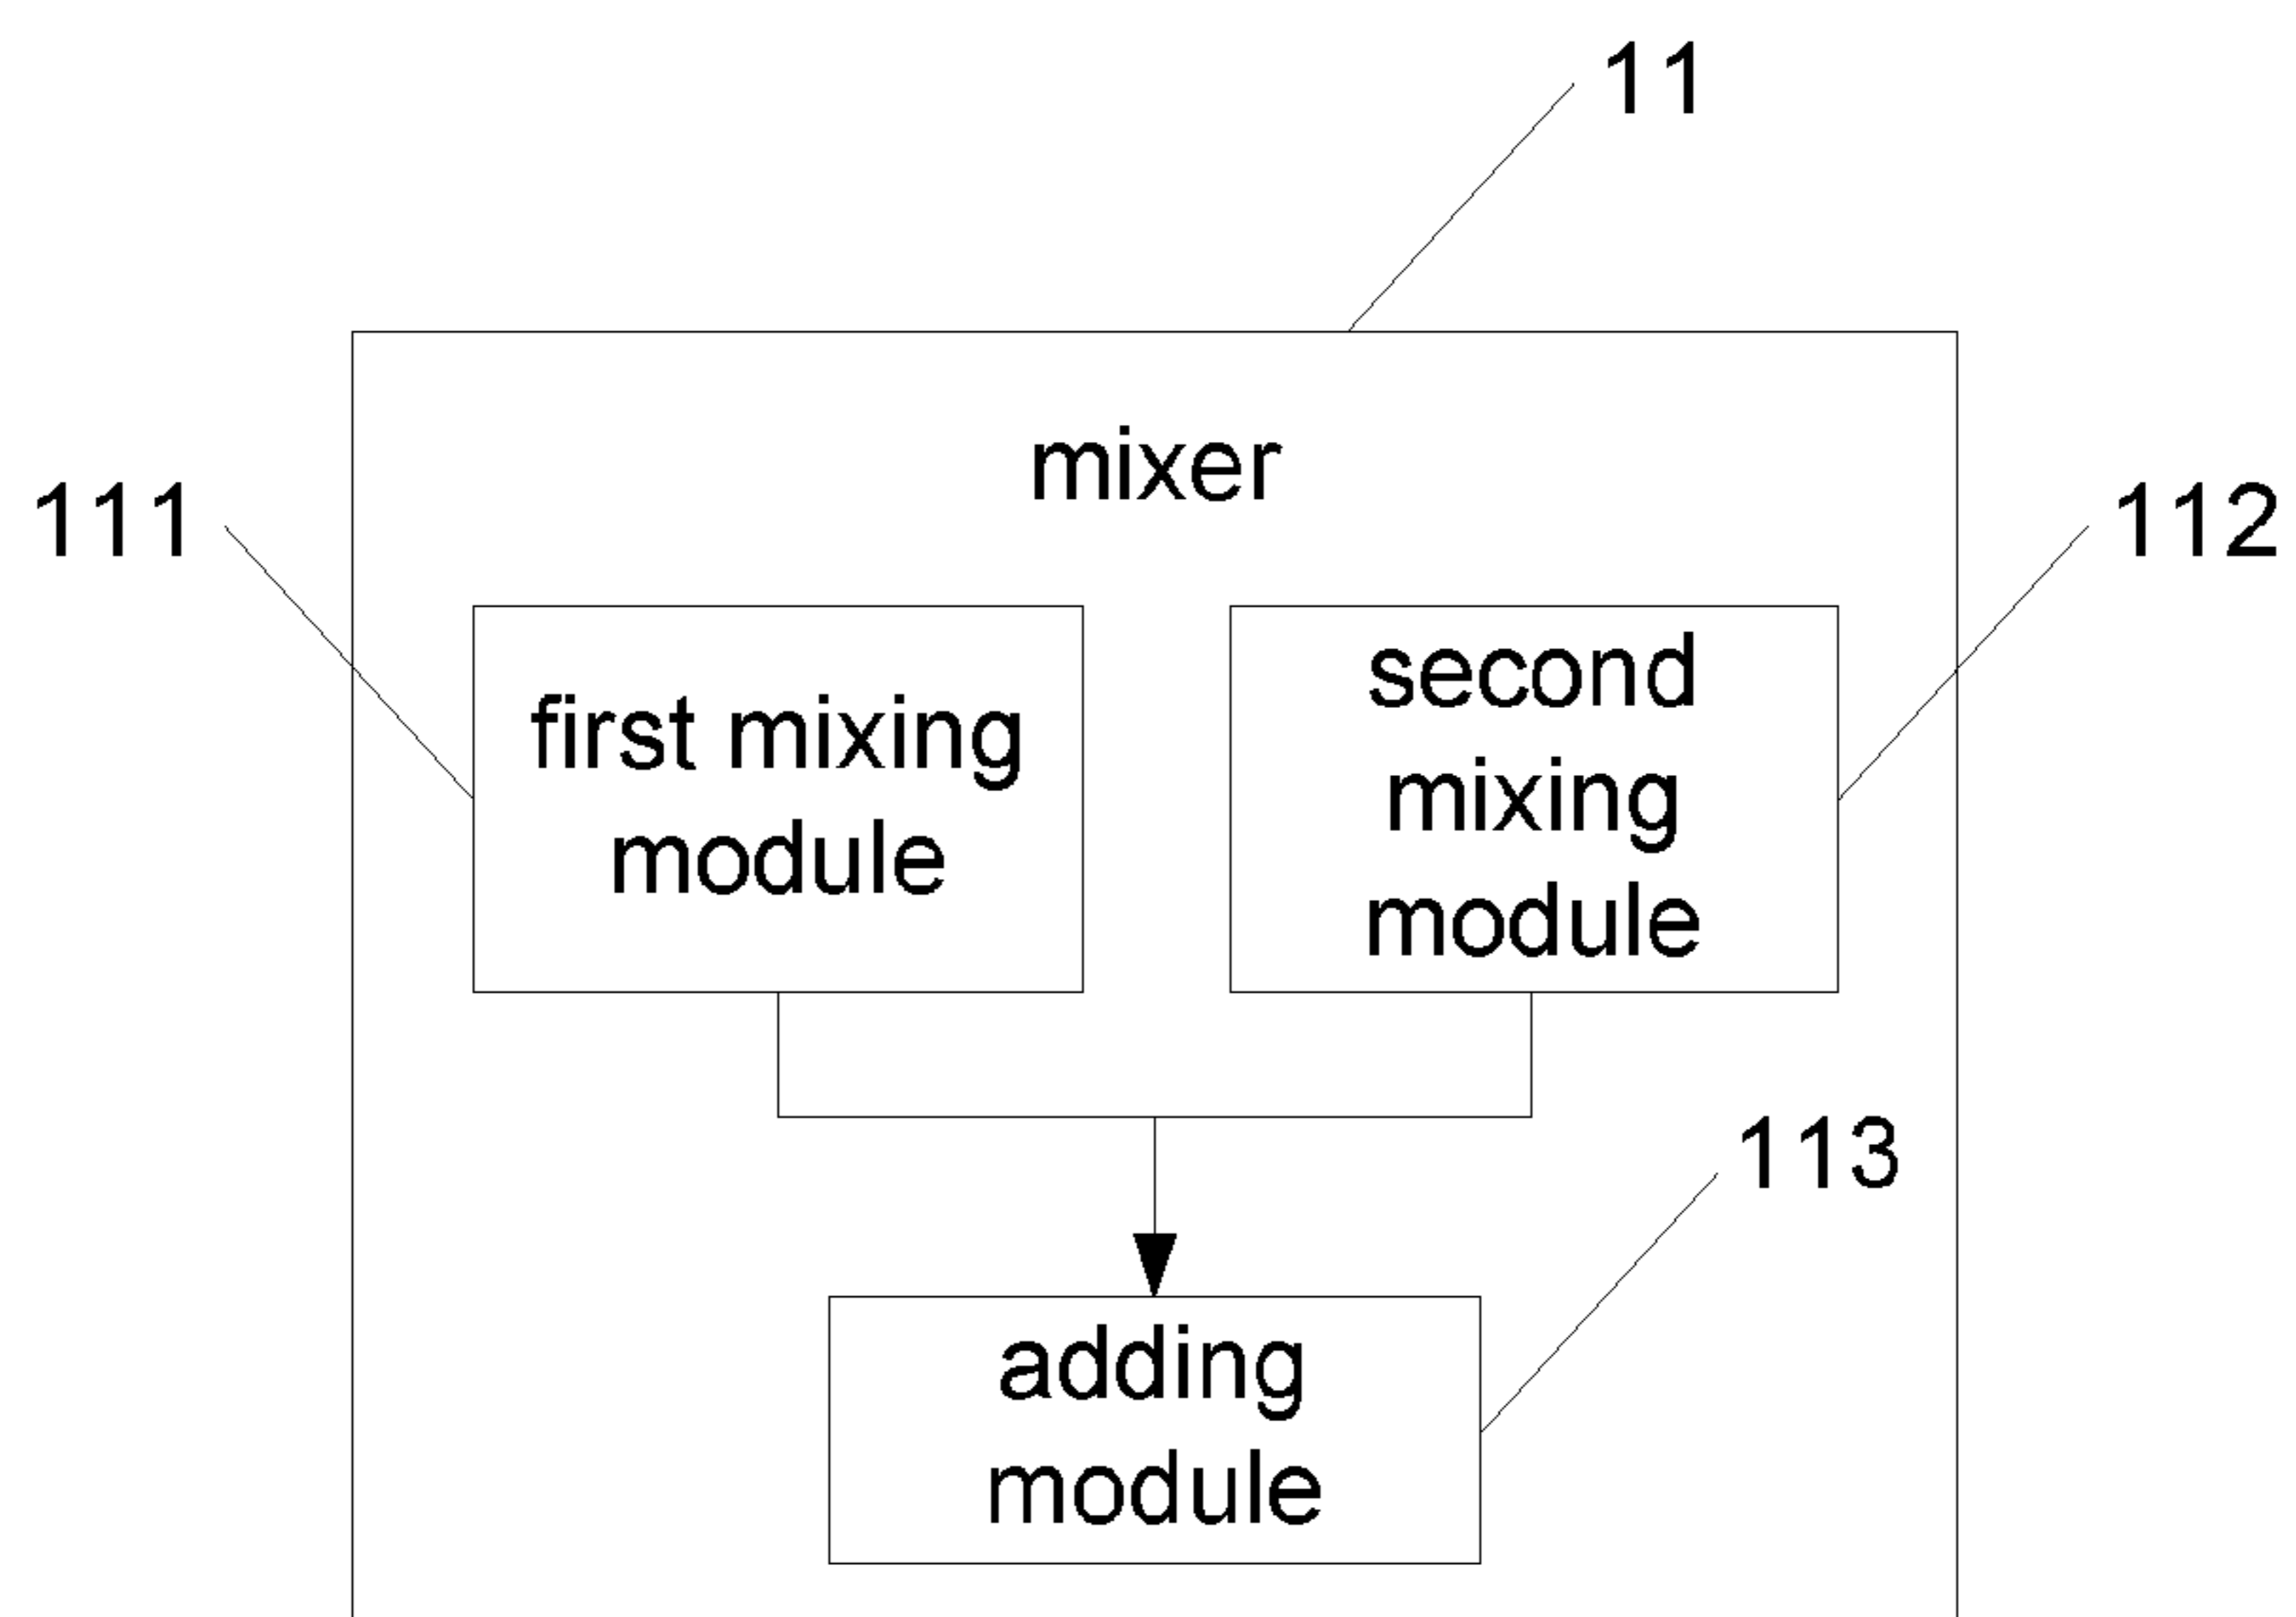 11
mixer
111
112
first mixing
module
second
mixing
module
113
adding
module